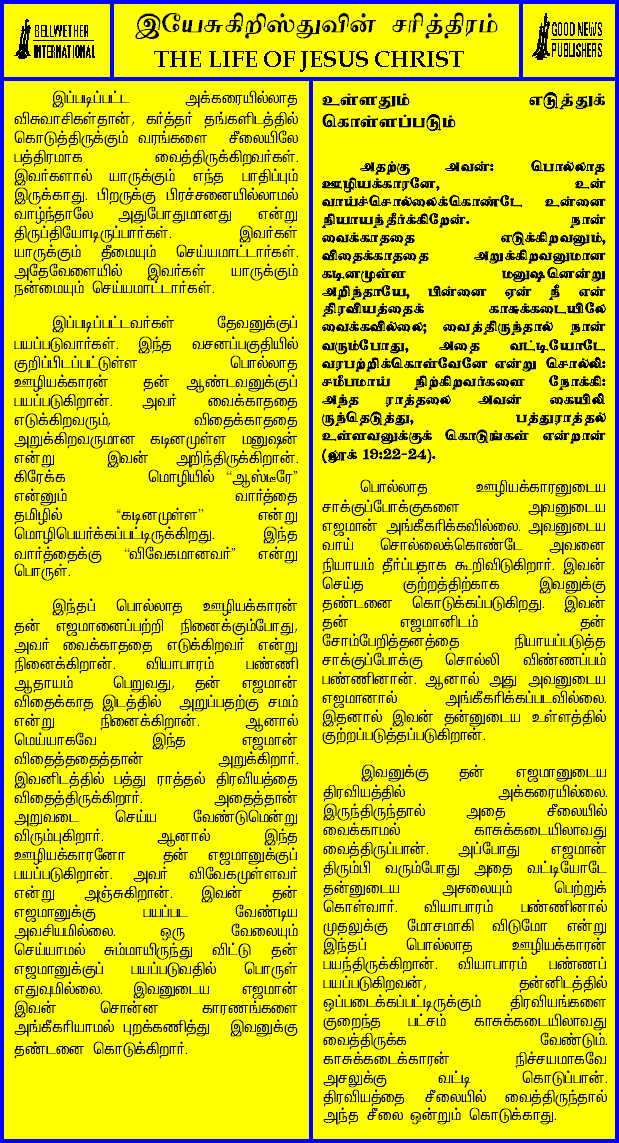 BELLWETHER
INTERNATIONAL
இயேசுகிறிஸ்துவின் சரித்திரம்
THE LIFE OF JESUS CHRIST
GOOD NEWS
PUBLISHERS
இப்படிப்பட்ட அக்கரையில்லாத
விசுவாசிகள்தான், கர்த்தர் தங்களிடத்தில்
கொடுத்திருக்கும் வரங்களை சீலையிலே
பத்திரமாக வைத்திருக்கிறவர்கள்.
இவர்களால் யாருக்கும் எந்த பாதிப்பும்
இருக்காது. பிறருக்கு பிரச்சனையில்லாமல்
வாழ்ந்தாலே அதுபோதுமானது என்று
திருப்தியோடிருப்பார்கள். இவர்கள்
யாருக்கும் தீமையும் செய்யமாட்டார்கள்.
அதேவேளையில் இவர்கள் யாருக்கும்
நன்மையும் செய்யமாட்டார்கள்.
இப்படிப்பட்டவர்கள் தேவனுக்குப்
பயப்படுவார்கள். இந்த வசனப்பகுதியில்
குறிப்பிடப்பட்டுள்ள பொல்லாத
ஊழியக்காரன் தன் ஆண்டவனுக்குப்
பயப்படுகிறான். அவர் வைக்காததை
எடுக்கிறவரும், விதைக்காததை
அறுக்கிறவருமான கடினமுள்ள மனுஷன்
என்று இவன் அறிந்திருக்கிறான்.
கிரேக்க மொழியில் “ஆஸ்டீரே”
என்னும் வார்த்தை
தமிழில் “கடினமுள்ள” என்று
மொழிபெயர்க்கப்பட்டிருக்கிறது. இந்த
வார்த்தைக்கு “விவேகமானவர்” என்று
பொருள்.
இந்தப் பொல்லாத ஊழியக்காரன்
தன் எஜமானைப்பற்றி நினைக்கும்போது,
அவர் வைக்காததை எடுக்கிறவர் என்று
நினைக்கிறான். வியாபாரம் பண்ணி
ஆதாயம் பெறுவது, தன் எஜமான்
விதைக்காத இடத்தில் அறுப்பதற்கு சமம்
என்று நினைக்கிறான். ஆனால்
மெய்யாகவே இந்த எஜமான்
விதைத்ததைத்தான் அறுக்கிறார்.
இவனிடத்தில் பத்து ராத்தல் திரவியத்தை
விதைத்திருக்கிறார். அதைத்தான்
அறுவடை செய்ய வேண்டுமென்று
விரும்புகிறார். ஆனால் இந்த
ஊழியக்காரனோ தன் எஜமானுக்குப்
பயப்படுகிறான். அவர் விவேகமுள்ளவர்
என்று அஞ்சுகிறான். இவன் தன்
எஜமானுக்கு பயப்பட வேண்டிய
அவசியமில்லை. ஒரு வேலையும்
செய்யாமல் சும்மாயிருந்து விட்டு தன்
எஜமானுக்குப் பயப்படுவதில் பொருள்
எதுவுமில்லை. இவனுடைய எஜமான்
இவன் சொன்ன காரணங்களை
அங்கீகரியாமல் புறக்கணித்து இவனுக்கு
தண்டனை கொடுக்கிறார்.
உள்ளதும் எடுத்துக்
கொள்ளப்படும்
அதற்கு அவன்: பொல்லாத
ஊழியக்காரனே, உன்
வாய்ச்சொல்லைக்கொண்டே உன்னை
நியாயந்தீர்க்கிறேன். நான்
வைக்காததை எடுக்கிறவனும்,
விதைக்காததை அறுக்கிறவனுமான
கடினமுள்ள மனுஷனென்று
அறிந்தாயே, பின்னை ஏன் நீ என்
திரவியத்தைக் காசுக்கடையிலே
வைக்கவில்லை; வைத்திருந்தால் நான்
வரும்போது, அதை வட்டியோடே
வரபற்றிக்கொள்வேனே என்று சொல்லி:
சமீபமாய் நிற்கிறவர்களை நோக்கி:
அந்த ராத்தலை அவன் கையிலி
ருந்தெடுத்து, பத்துராத்தல்
உள்ளவனுக்குக் கொடுங்கள் என்றான்
(லூக் 19:22-24).
பொல்லாத ஊழியக்காரனுடைய
சாக்குப்போக்குகளை அவனுடைய
எஜமான் அங்கீகரிக்கவில்லை. அவனுடைய
வாய் சொல்லைக்கொண்டே அவனை
நியாயம் தீர்ப்பதாக கூறிவிடுகிறார். இவன்
செய்த குற்றத்திற்காக இவனுக்கு
தண்டனை கொடுக்கப்படுகிறது. இவன்
தன் எஜமானிடம் தன்
சோம்பேறித்தனத்தை நியாயப்படுத்த
சாக்குப்போக்கு சொல்லி விண்ணப்பம்
பண்ணினான். ஆனால் அது அவனுடைய
எஜமானால் அங்கீகரிக்கப்படவில்லை.
இதனால் இவன் தன்னுடைய உள்ளத்தில்
குற்றப்படுத்தப்படுகிறான்.
இவனுக்கு தன் எஜமானுடைய
திரவியத்தில் அக்கரையில்லை.
இருந்திருந்தால் அதை சீலையில்
வைக்காமல் காசுக்கடையிலாவது
வைத்திருப்பான். அப்போது எஜமான்
திரும்பி வரும்போது அதை வட்டியோடே
தன்னுடைய அசலையும் பெற்றுக்
கொள்வார். வியாபாரம் பண்ணினால்
முதலுக்கு மோசமாகி விடுமோ என்று
இந்தப் பொல்லாத ஊழியக்காரன்
பயந்திருக்கிறான். வியாபாரம் பண்ணப்
பயப்படுகிறவன், தன்னிடத்தில்
ஒப்படைக்கப்பட்டிருக்கும் திரவியங்களை
குறைந்த பட்சம் காசுக்கடையிலாவது
வைத்திருக்க வேண்டும்.
காசுக்கடைக்காரன் நிச்சயமாகவே
அசலுக்கு வட்டி கொடுப்பான்.
திரவியத்தை சீலையில் வைத்திருந்தால்
அந்த சீலை ஒன்றும் கொடுக்காது.